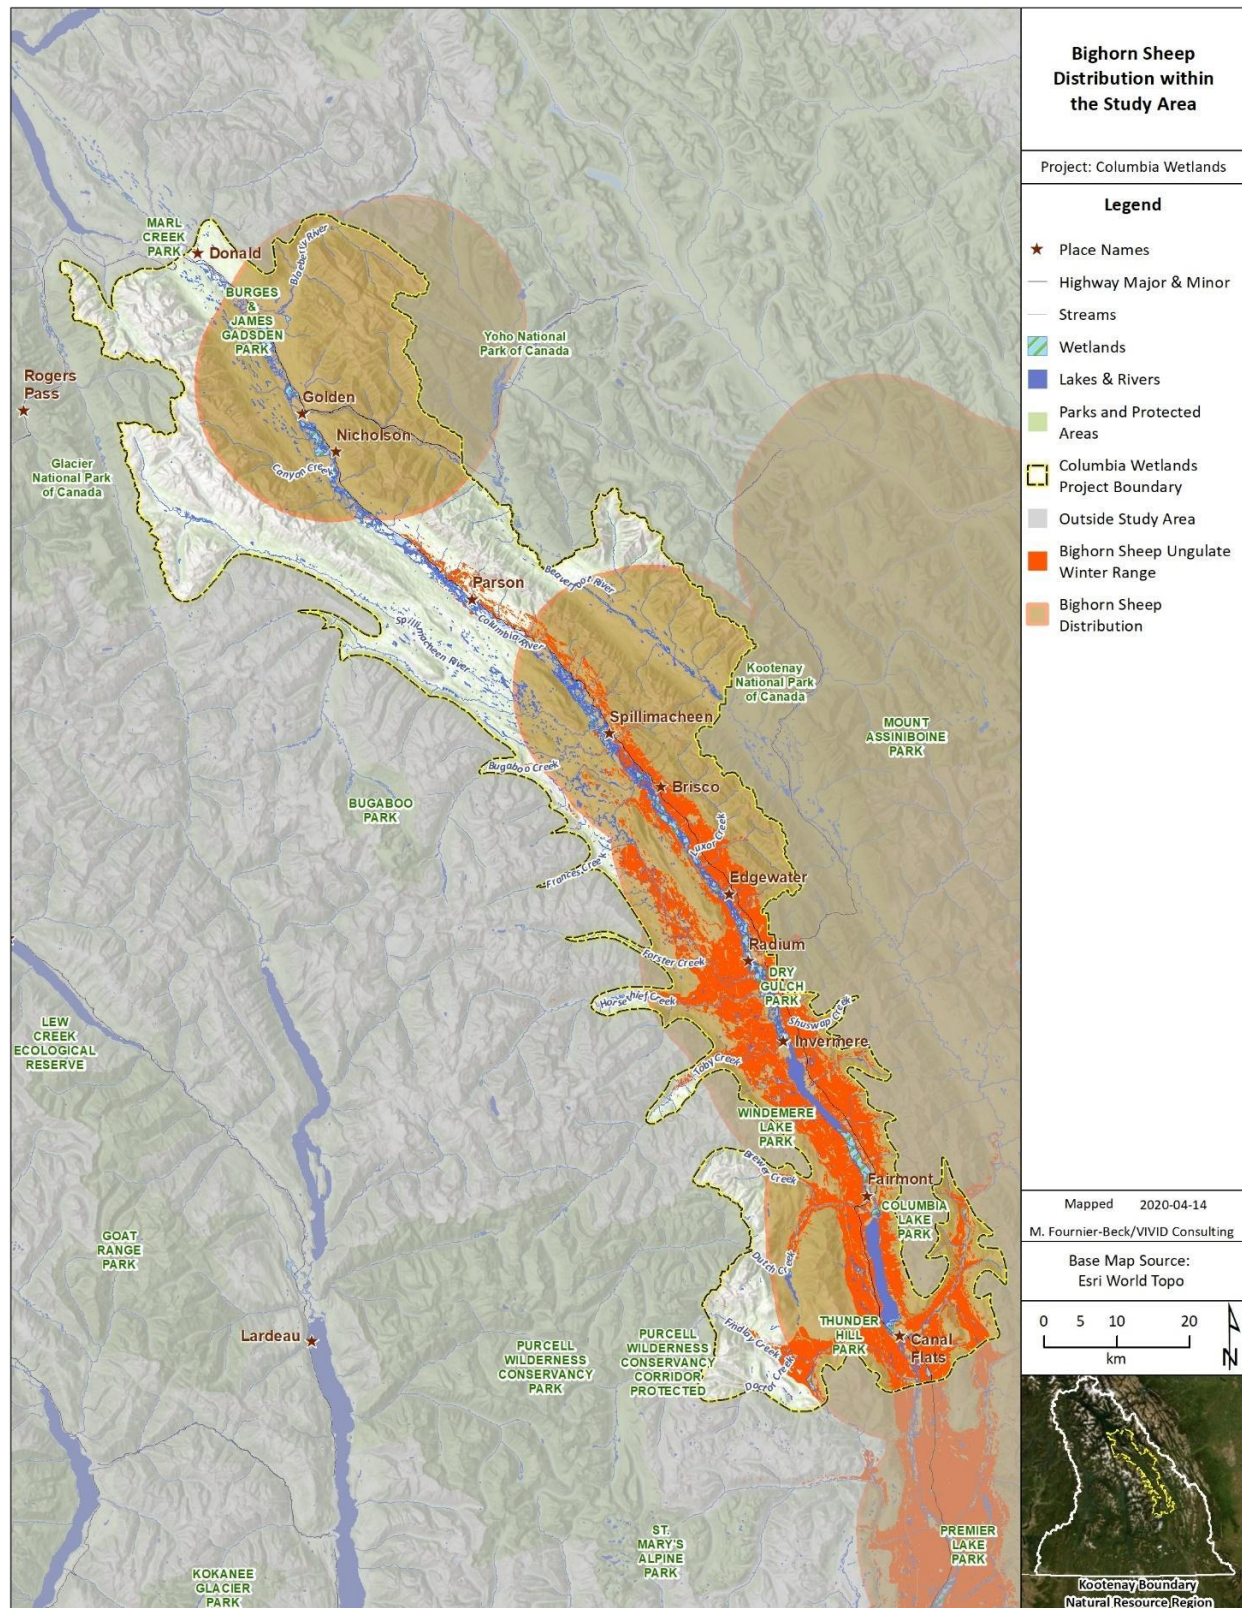 Bighorn Sheep
Distribution within
the Study Area
Project: Columbia Wetlands
Legend
Place Names
Highway Major & Minor
Streams
Wetlands
Lakes & Rivers
Parks and Protected
Areas
Columbia Wetlands
Project Boundary
Outside Study Area
Bighorn Sheep Ungulate
Winter Range
Bighorn Sheep
Distribution
Mapped 2020-04-14
M. Fournier-Beck/VIVID Consulting
Base Map Source:
Esri World Topo
0 5 10 20
km
N
Kootenay Boundary
Natural Resource Region
MARL
CREEK
PARK
Donald
Blaeberry River
BURGES
&
JAMES
GADSDEN
PARK
Yoho National
Park of Canada
Rogers
Pass
Golden
Nicholson
Canyon Creek
Glacier
National Park
of Canada
Beaverfoot River
Parson
Columbia River
Spillimacheen River
Kootenay
National Park
of Canada
Spillimacheen
MOUNT
ASSINIBOINE
PARK
Bugaboo Creek
Brisco
BUGABOO
PARK
Luxor Creek
Frances Creek
Edgewater
Radium
Forster Creek
DRY
GULCH
PARK
Horsethief Creek
Shuswap Creek
LEW
CREEK
ECOLOGICAL
RESERVE
Invermere
Toby Creek
WINDEMERE
LAKE
PARK
Brewer Creek
Fairmont
COLUMBIA
LAKE
PARK
GOAT
RANGE
PARK
Dutch Creek
THUNDER
HILL
PARK
Findlay Creek
Canal
Flats
Lardeau
PURCELL
WILDERNESS
CONSERVANCY
PARK
PURCELL
WILDERNESS
CONSERVANCY
CORRIDOR
PROTECTED
Doctor Creek
ST.
MARY'S
ALPINE
PARK
PREMIER
LAKE
PARK
KOKANEE
GLACIER
PARK